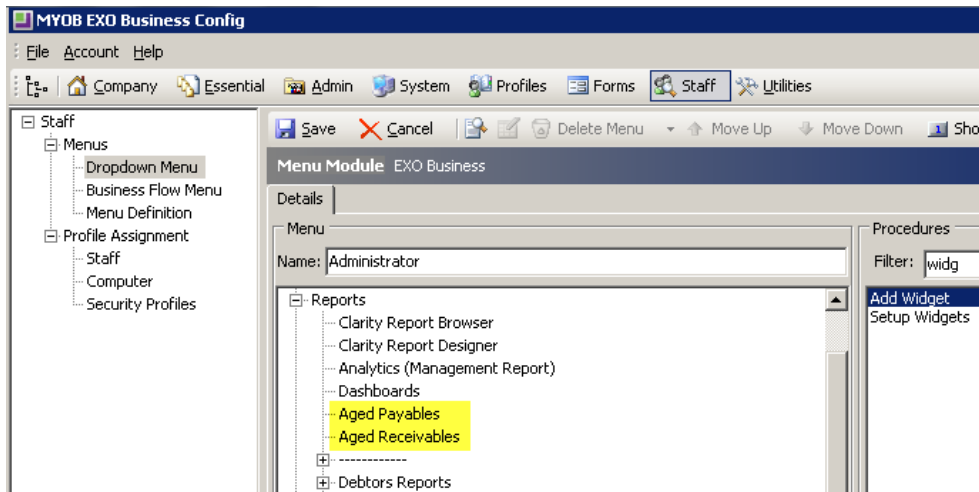 MYOB EXO Business Config
File Account Help
Company Essential Admin System Profiles Forms Staff Utilities
Staff
Menus
Dropdown Menu
Business Flow Menu
Menu Definition
Profile Assignment
Staff
Computer
Security Profiles
Save Cancel Delete Menu Move Up Move Down Sho
Menu Module EXO Business
Details
Menu
Name: Administrator
Reports
Clarity Report Browser
Clarity Report Designer
Analytics (Management Report)
Dashboards
Aged Payables
Aged Receivables
------------
Debtors Reports
Procedures
Filter: widg
Add Widget
Setup Widgets